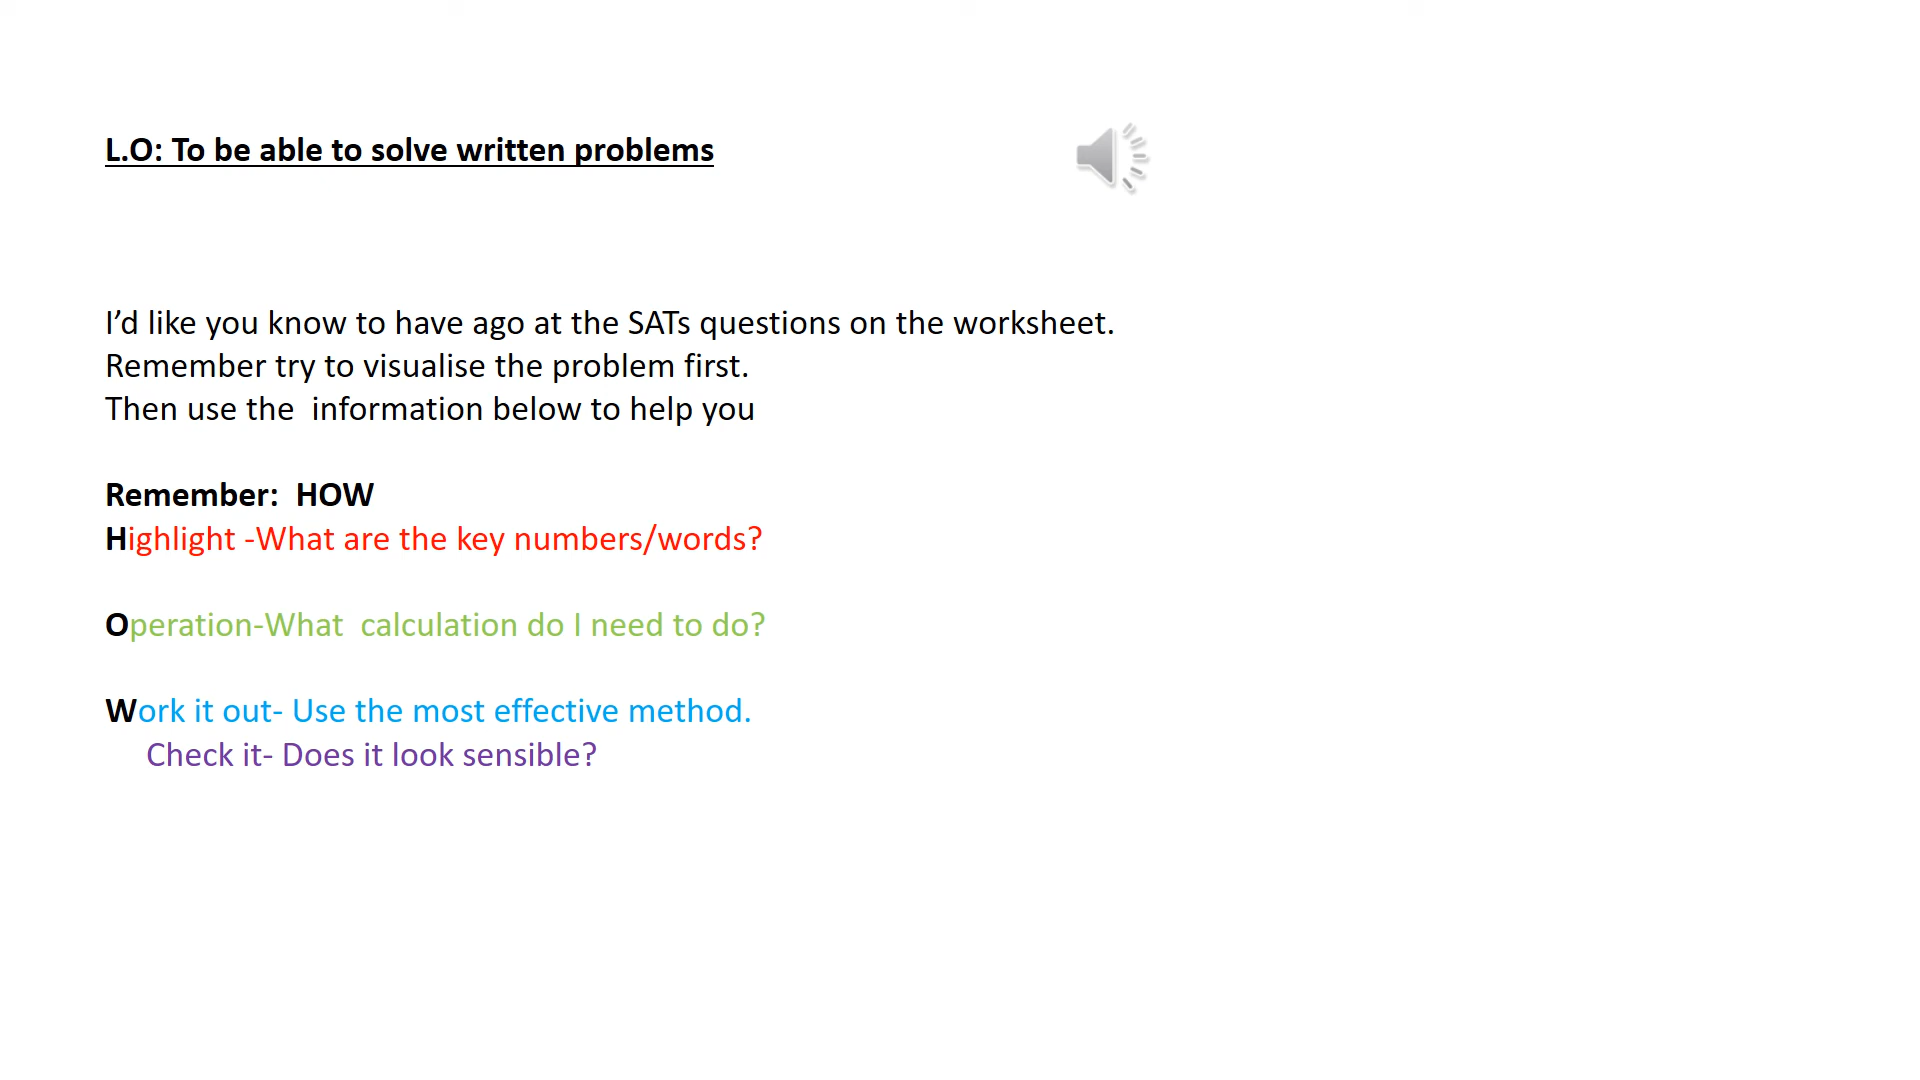 L.O: To be able to solve written problems
I’d like you know to have ago at the SATs questions on the worksheet.
Remember try to visualise the problem first.
Then use the  information below to help you
Remember:  HOW
Highlight -What are the key numbers/words?
Operation-What  calculation do I need to do?
Work it out- Use the most effective method.
Check it- Does it look sensible?